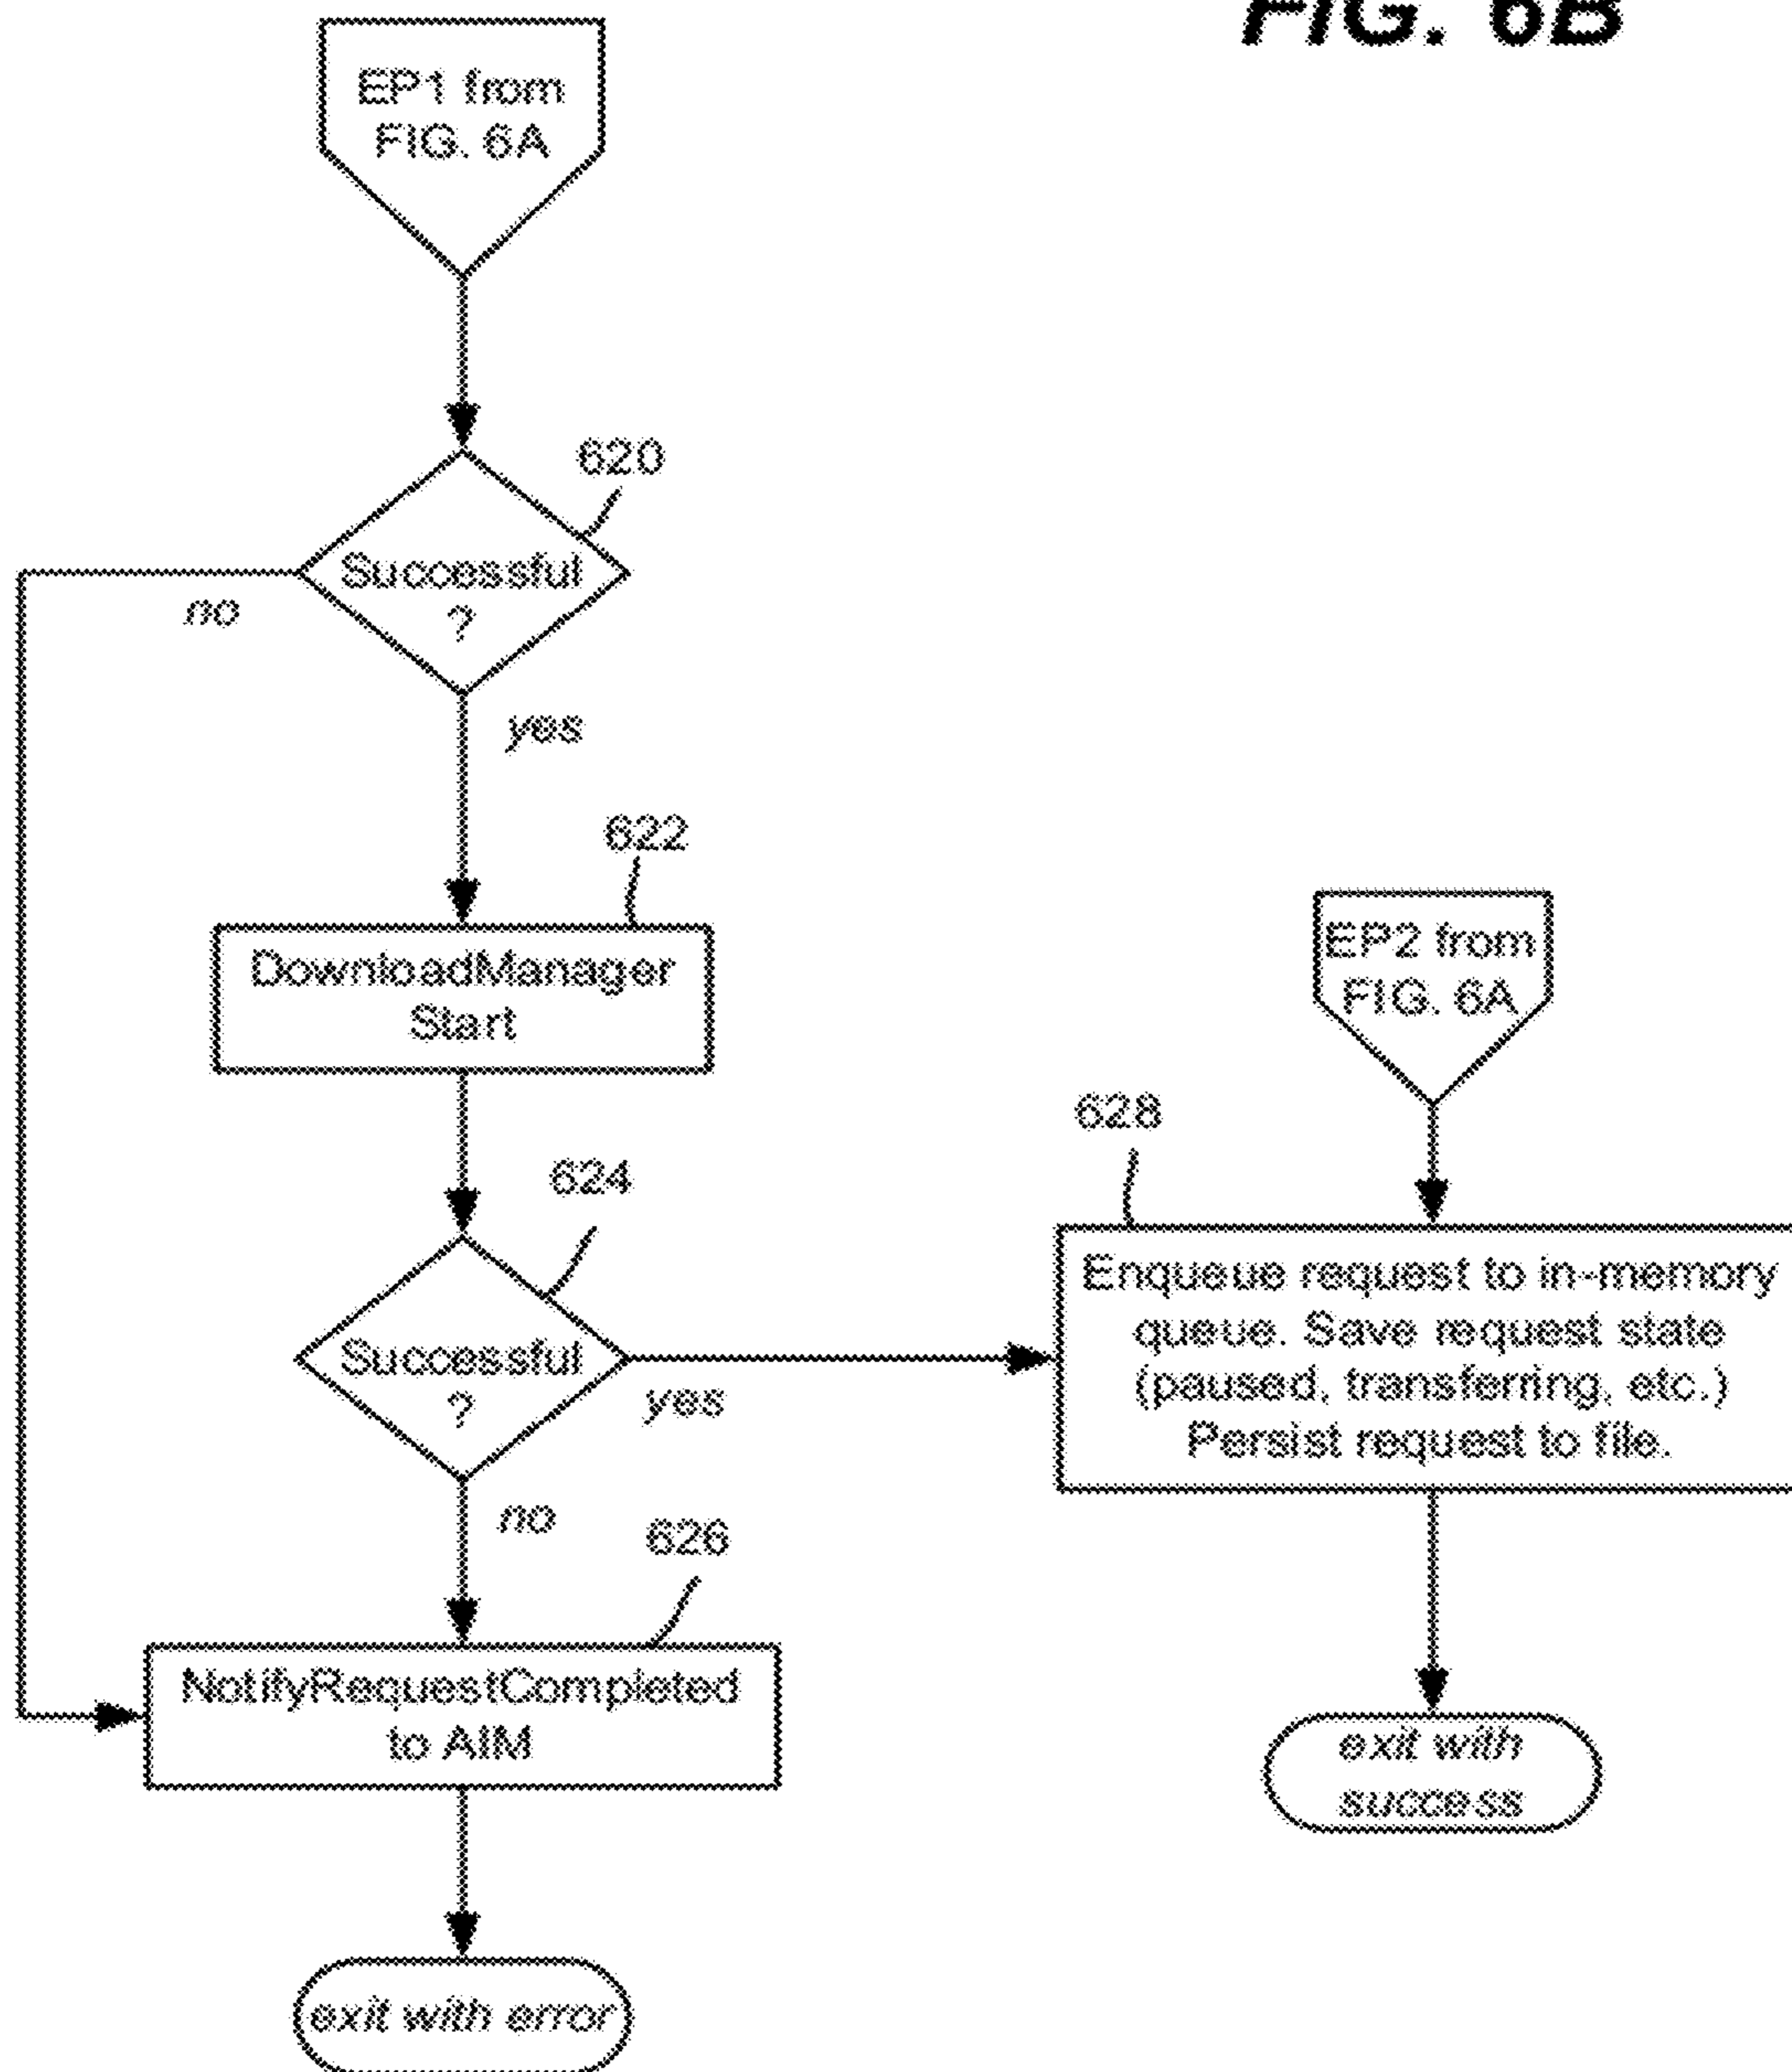 FIG. 6B
EP1 from
FIG. 6A
620
Successful
?
no
yes
622
DownloadManager
Start
EP2 from
FIG. 6A
628
624
Successful
?
yes
no
Enqueue request to in-memory
queue. Save request state
(paused, transferring, etc.)
Persist request to file.
626
NotifyRequestCompleted
to AIM
exit with
success
exit with error